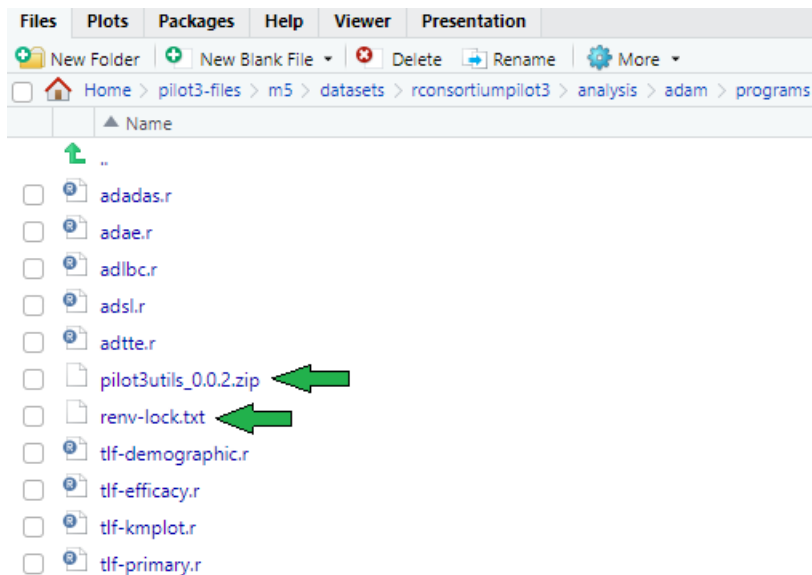 Files Plots Packages Help Viewer Presentation
New Folder New Blank File Delete Rename More
Home > pilot3-files > m5 > datasets > rconsortiumpilot3 > analysis > adam > programs
Name
..
adadas.r
adae.r
adlbc.r
adsl.r
adtte.r
pilot3utils_0.0.2.zip
renv-lock.txt
tlf-demographic.r
tlf-efficacy.r
tlf-kmplot.r
tlf-primary.r